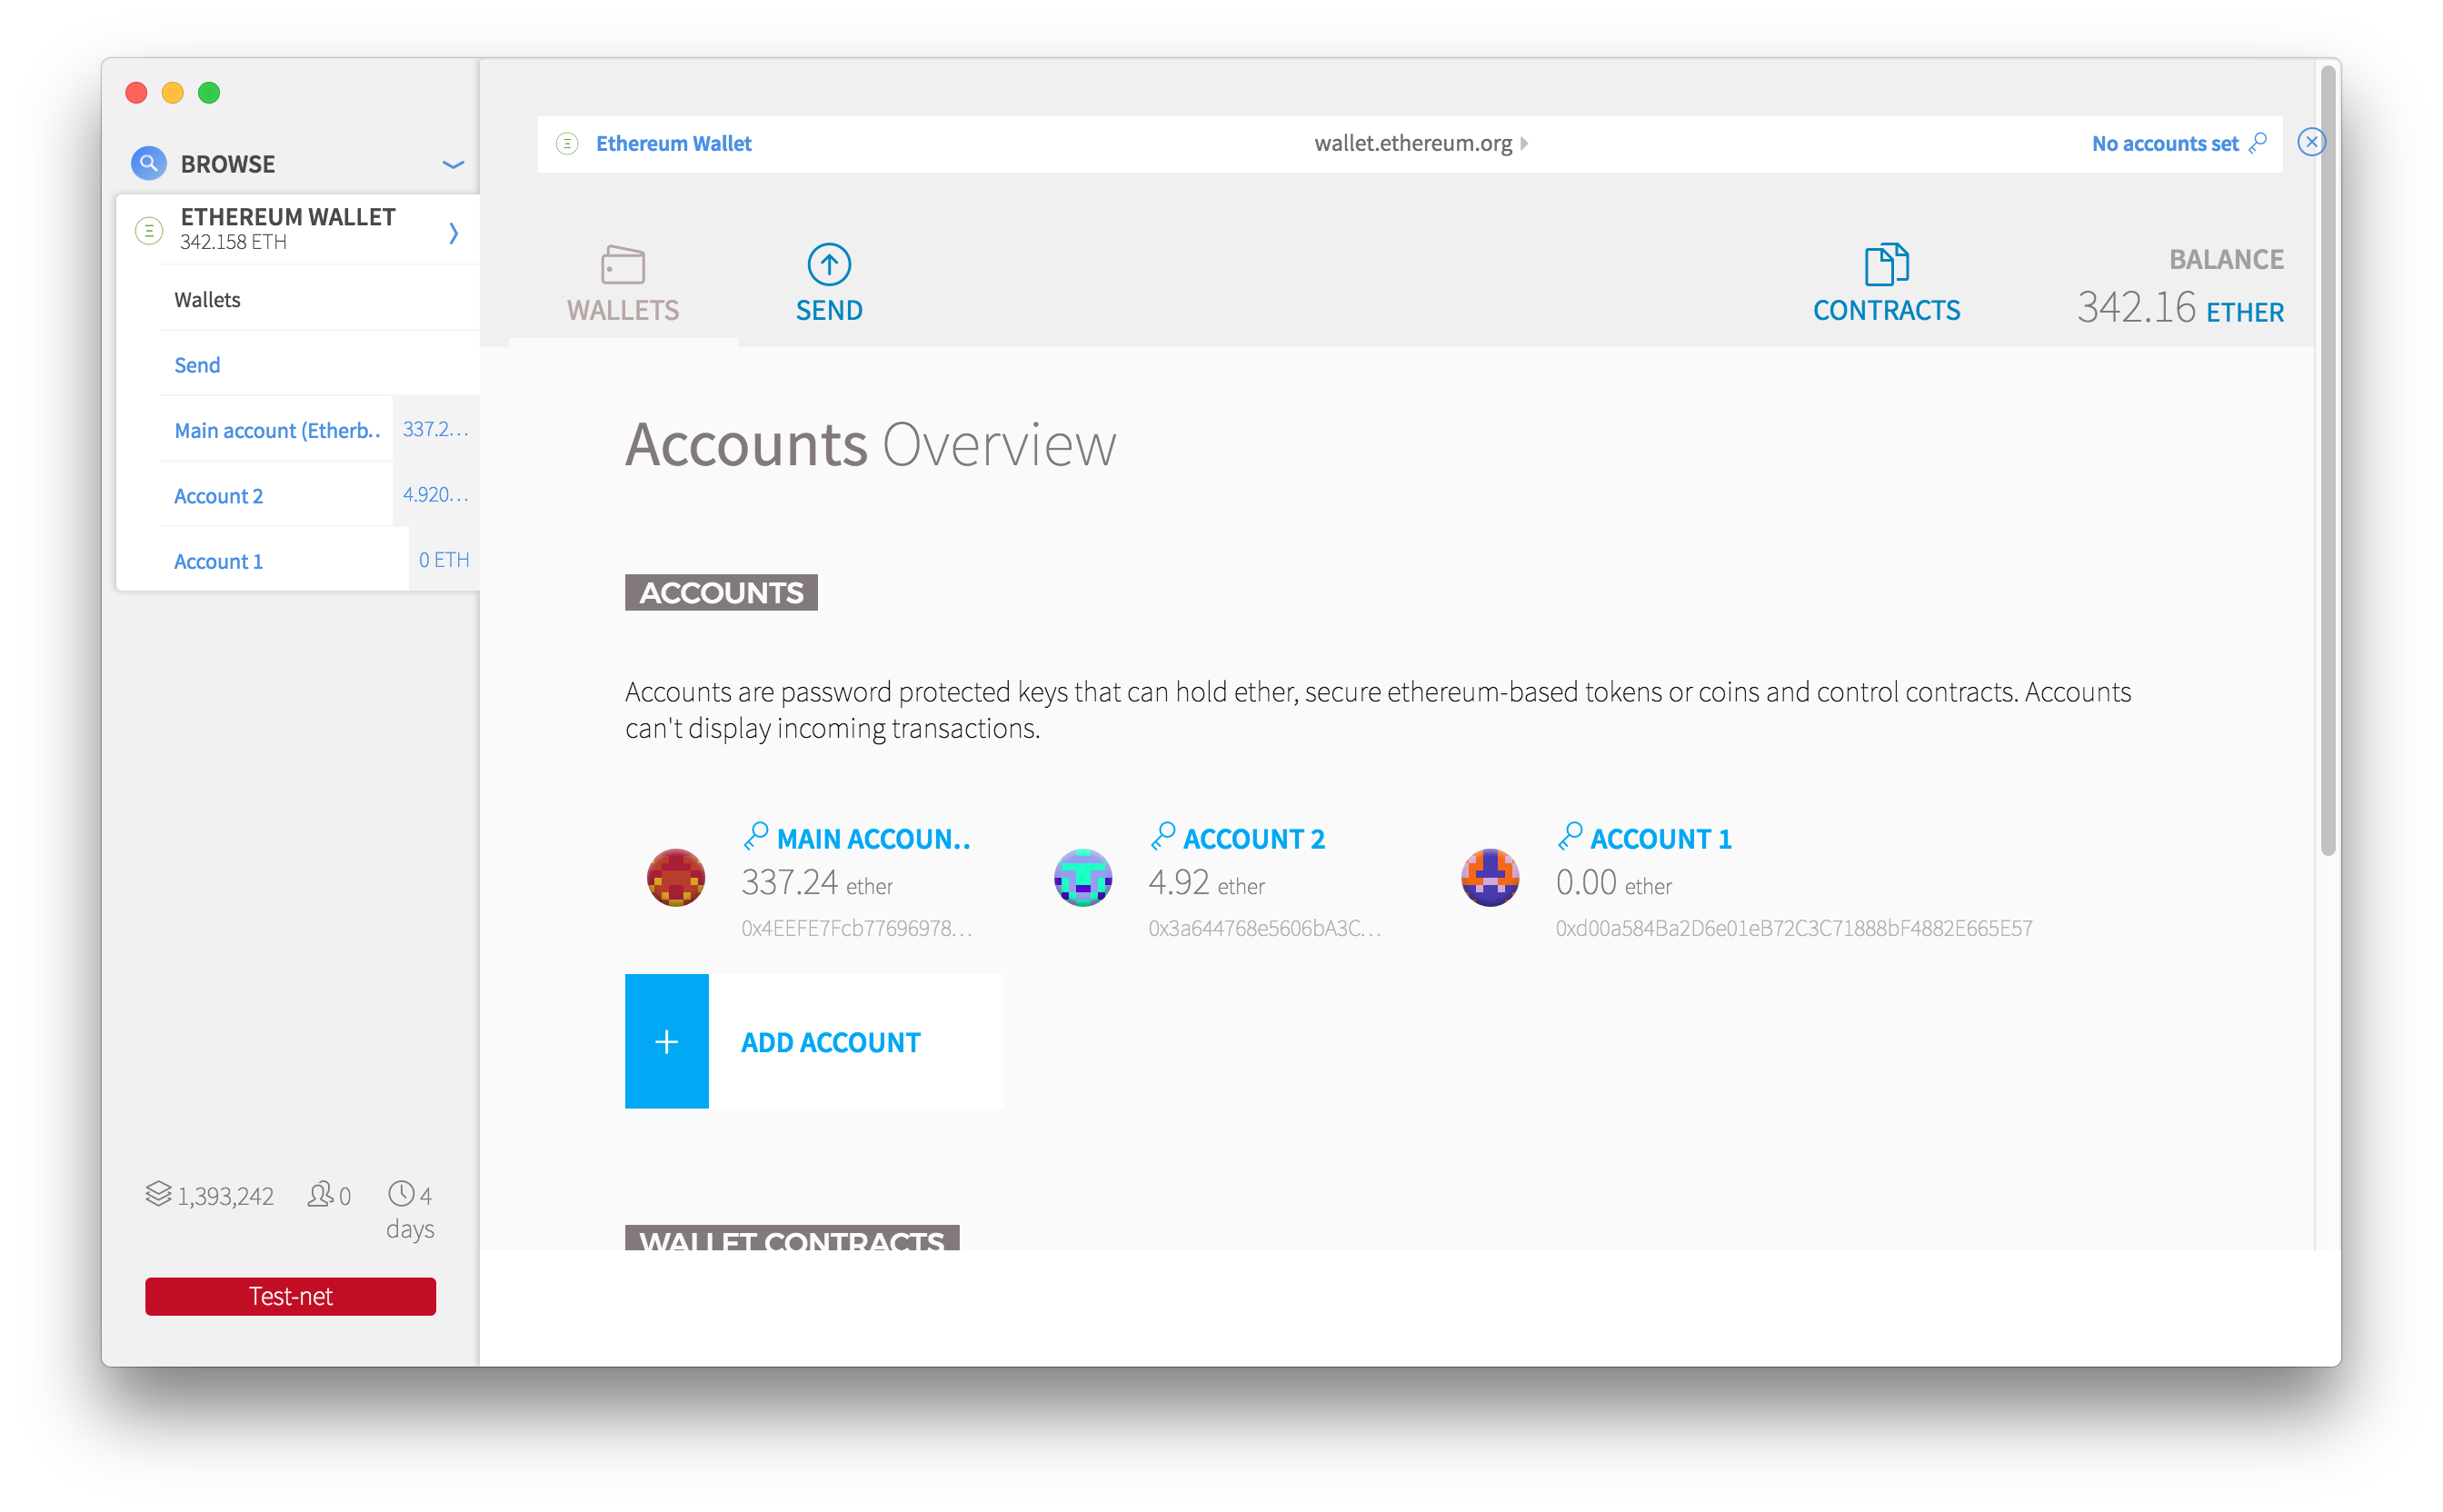 BROWSE
ETHEREUM WALLET
342.158 ETH
Wallets
Send
Main account (Etherb..
337.2...
Account 2
4.920...
Account 1
0 ETH
1,393,242
0
4
days
Test-net
Ethereum Wallet
wallet.ethereum.org
No accounts set
WALLETS
SEND
CONTRACTS
BALANCE
342.16 ETHER
Accounts Overview
ACCOUNTS
Accounts are password protected keys that can hold ether, secure ethereum-based tokens or coins and control contracts. Accounts
can't display incoming transactions.
MAIN ACCOUN..
337.24 ether
0x4EEFE7Fcb77696978...
ACCOUNT 2
4.92 ether
0x3a644768e5606bA3C...
ACCOUNT 1
0.00 ether
0xd00a584Ba2D6e01eB72C3C71888bF4882E665E57
+ ADD ACCOUNT
WALLET CONTRACTS